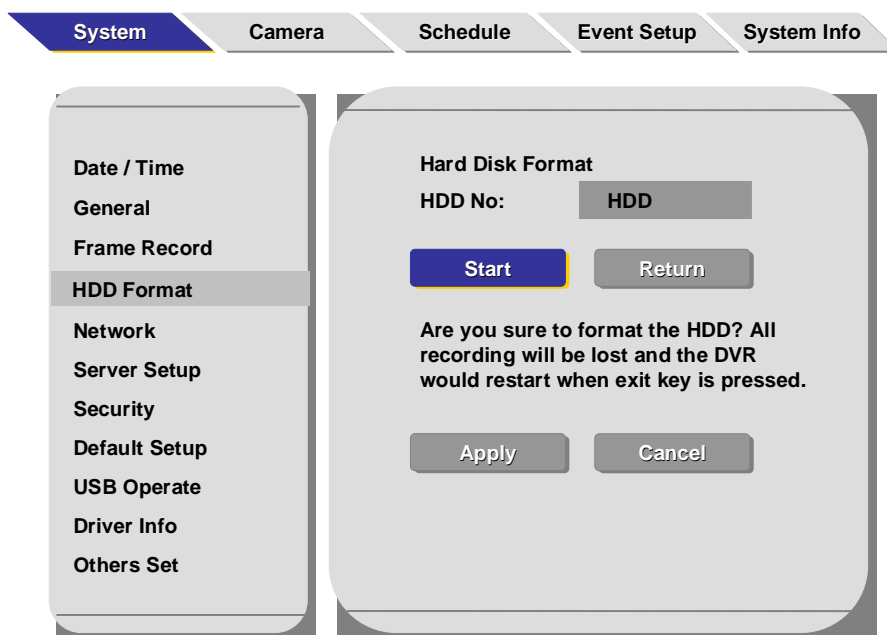 System Camera Schedule Event Setup System Info
Date / Time
General
Frame Record
HDD Format
Network
Server Setup
Security
Default Setup
USB Operate
Driver Info
Others Set
Hard Disk Format
HDD No: HDD
Start Return
Are you sure to format the HDD? All
recording will be lost and the DVR
would restart when exit key is pressed.
Apply Cancel